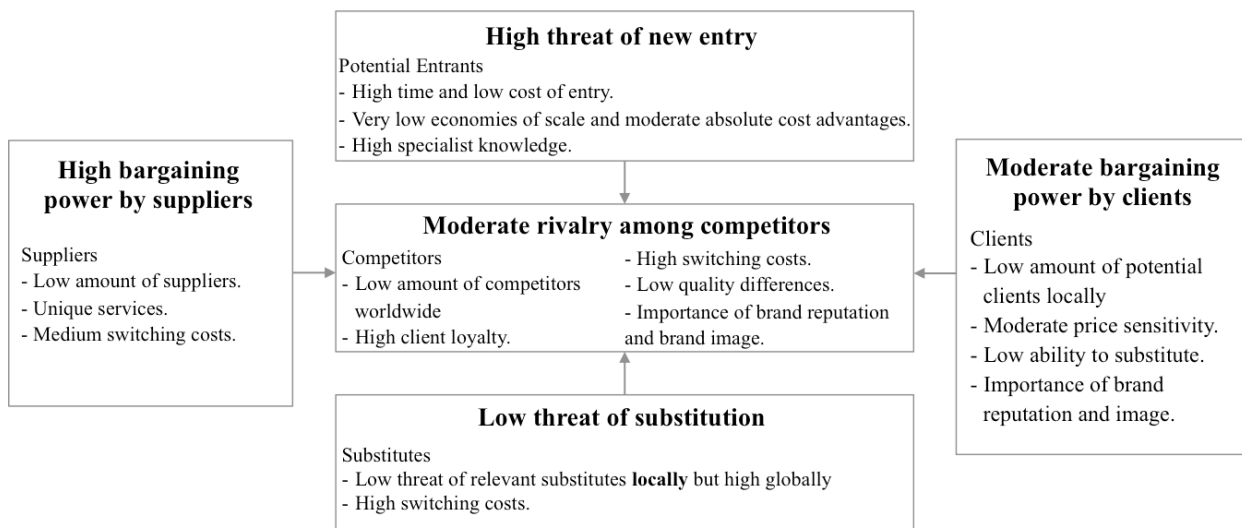 High threat of new entry
Potential Entrants
- High time and low cost of entry.
- Very low economies of scale and moderate absolute cost advantages.
- High specialist knowledge.
High bargaining
power by suppliers
Suppliers
- Low amount of suppliers.
- Unique services.
- Medium switching costs.
Moderate rivalry among competitors
Competitors
- Low amount of competitors
worldwide
- High client loyalty.
- High switching costs.
- Low quality differences.
- Importance of brand reputation
and brand image.
Moderate bargaining
power by clients
Clients
- Low amount of potential
clients locally
- Moderate price sensitivity.
- Low ability to substitute.
- Importance of brand
reputation and image.
Low threat of substitution
Substitutes
- Low threat of relevant substitutes locally but high globally
- High switching costs.